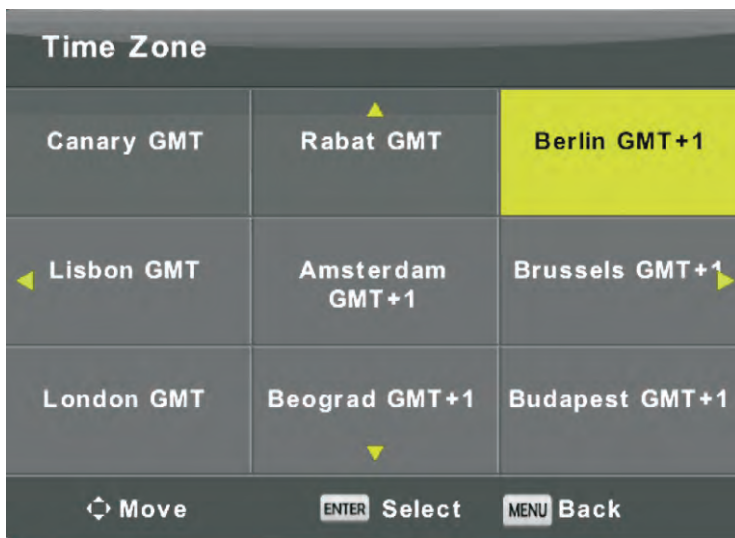 Time Zone
Canary GMT
Rabat GMT
Berlin GMT+1
Lisbon GMT
Amsterdam
GMT+1
Brussels GMT+1
London GMT
Beograd GMT+1
Budapest GMT+1
Move
ENTER Select
MENU Back